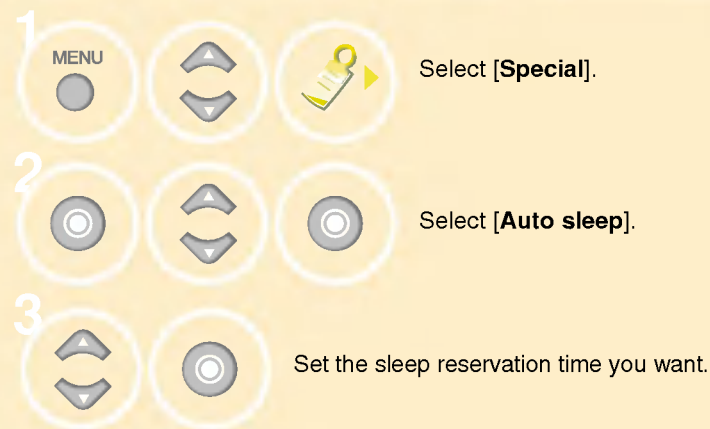 1
MENU
Select [Special].
2
Select [Auto sleep].
3
Set the sleep reservation time you want.